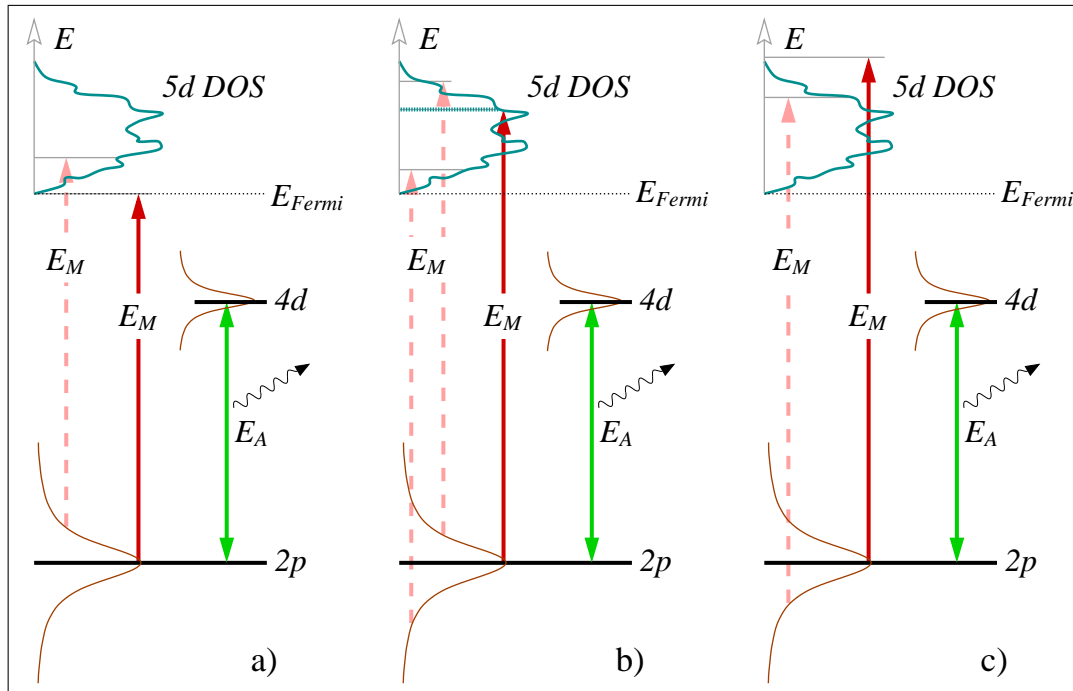 E
5d DOS
E_Fermi
E_M
E_M
4d
E_A
2p
a)
E
5d DOS
E_Fermi
E_M
E_M
4d
E_A
2p
b)
E
5d DOS
E_Fermi
E_M
E_M
4d
E_A
2p
c)